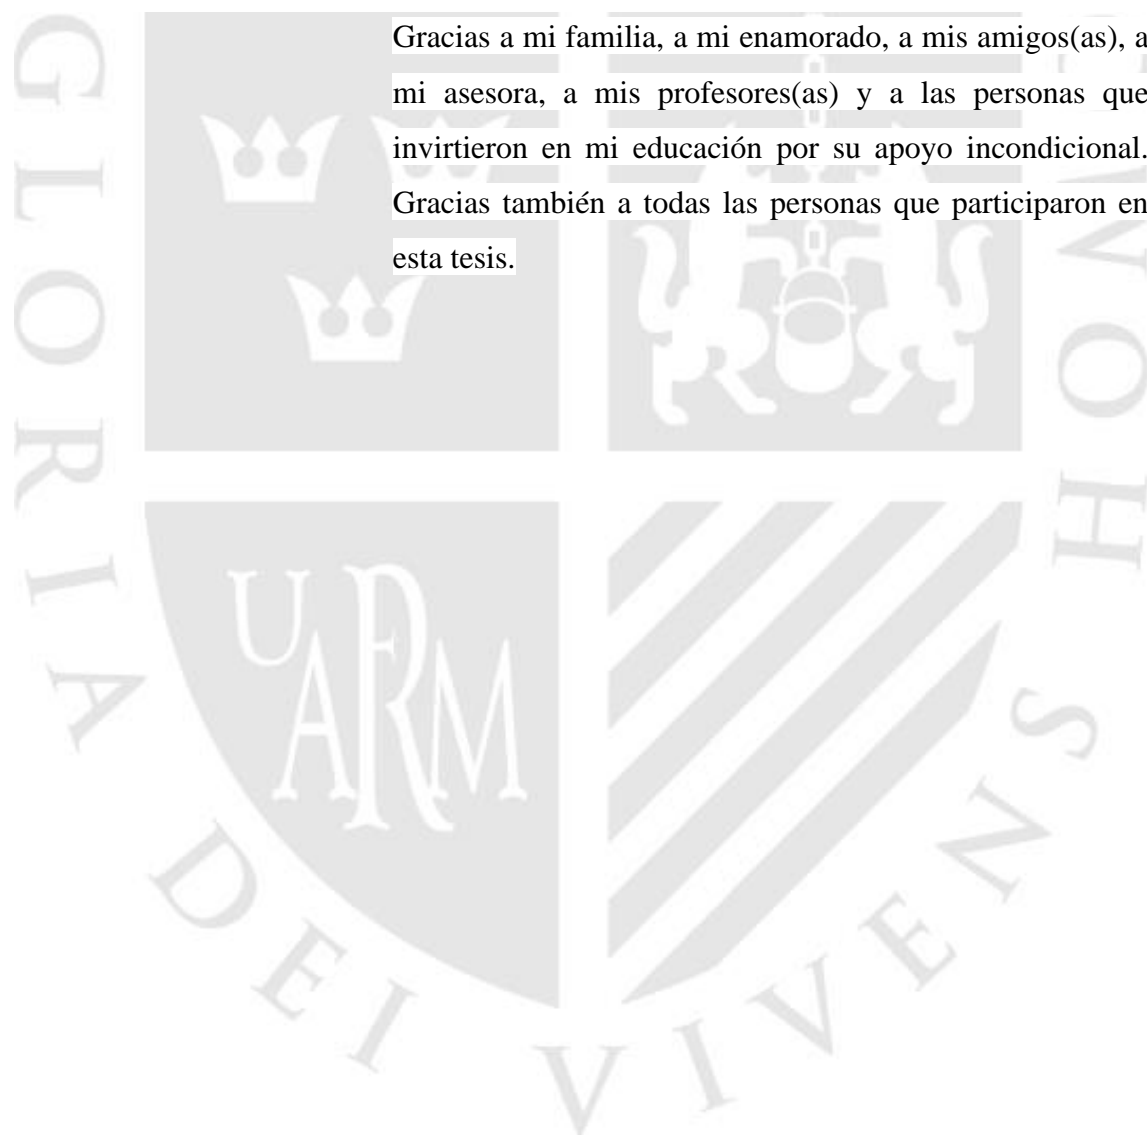 Gracias a mi familia, a mi enamorado, a mis amigos(as), a
mi asesora, a mis profesores(as) y a las personas que
invirtieron en mi educación por su apoyo incondicional.
Gracias también a todas las personas que participaron en
esta tesis.
GLORIA DEI VIVENS HO
UARM